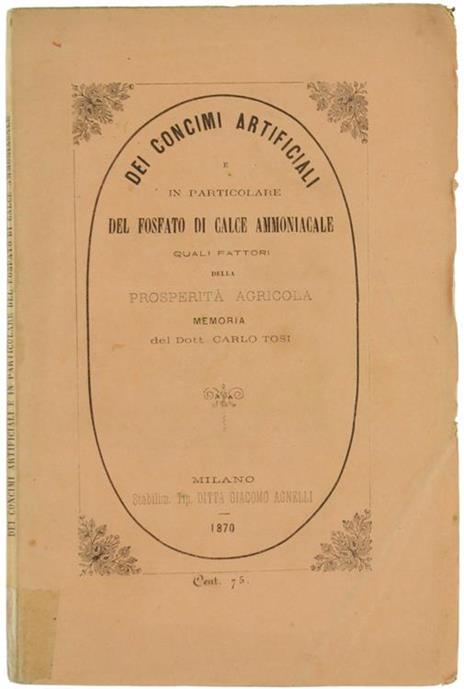 DEI CONCIMI ARTIFICIALI
E
IN PARTICOLARE
DEL FOSFATO DI CALCE AMMONIACALE
QUALI FATTORI
DELLA
PROSPERITÀ AGRICOLA
MEMORIA
del Dott. CARLO TOSI
MILANO
Stabilim. Tip. DITTA GIACOMO AGNELLI
1870
Cent. 75.
DEI CONCIMI ARTIFICIALI E IN PARTICOLARE DEL FOSFATO DI CALCE AMMONIACALE